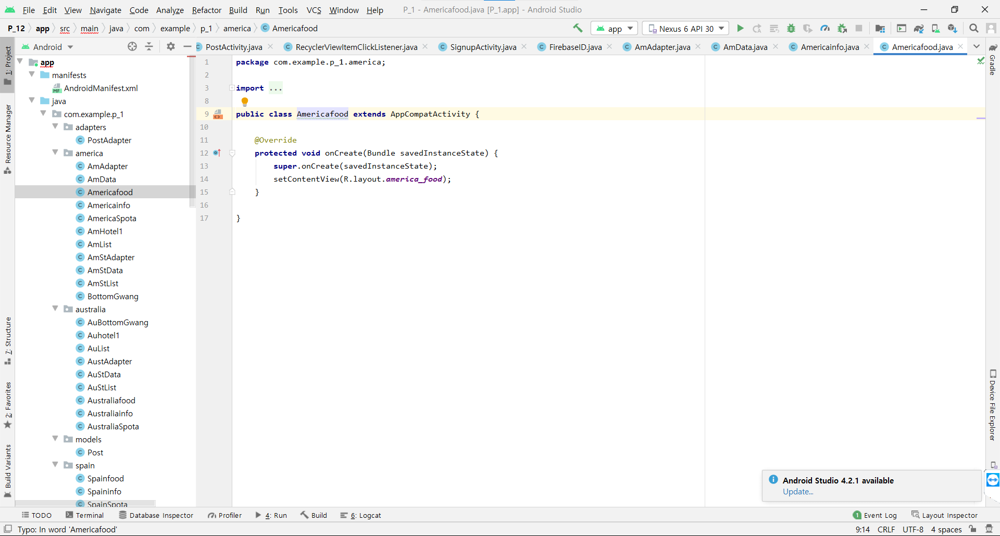 File Edit View Navigate Code Analyze Refactor Build Run Tools VCS Window Help P_1 - Americafood.java [P_1.app] - Android Studio
P_12 app src main java com example p_1 america Americafood app Nexus 6 API 30
Android PostActivity.java RecyclerViewItemClickListener.java SignupActivity.java FirebaseID.java AmAdapter.java AmData.java Americainfo.java Americafood.java
1: Project
Resource Manager
7: Structure
2: Favorites
Build Variants
app
manifests
AndroidManifest.xml
java
com.example.p_1
adapters
PostAdapter
america
AmAdapter
AmData
Americafood
Americainfo
AmericaSpota
AmHotel1
AmList
AmStAdapter
AmStData
AmStList
BottomGwang
australia
AuBottomGwang
Auhotel1
AuList
AustAdapter
AuStData
AuStList
Australiafood
Australiainfo
AustraliaSpota
models
Post
spain
Spainfood
Spaininfo
SpainSpota
1 package com.example.p_1.america;
2
3 import ...
8
9 public class Americafood extends AppCompatActivity {
10
11 @Override
12 protected void onCreate(Bundle savedInstanceState) {
13 super.onCreate(savedInstanceState);
14 setContentView(R.layout.america_food);
15 }
16
17 }
Gradle
Device File Explorer
Android Studio 4.2.1 available
Update...
TODO Terminal Database Inspector Profiler 4: Run Build 6: Logcat 1 Event Log Layout Inspector
Typo: In word 'Americafood' 9:14 CRLF UTF-8 4 spaces